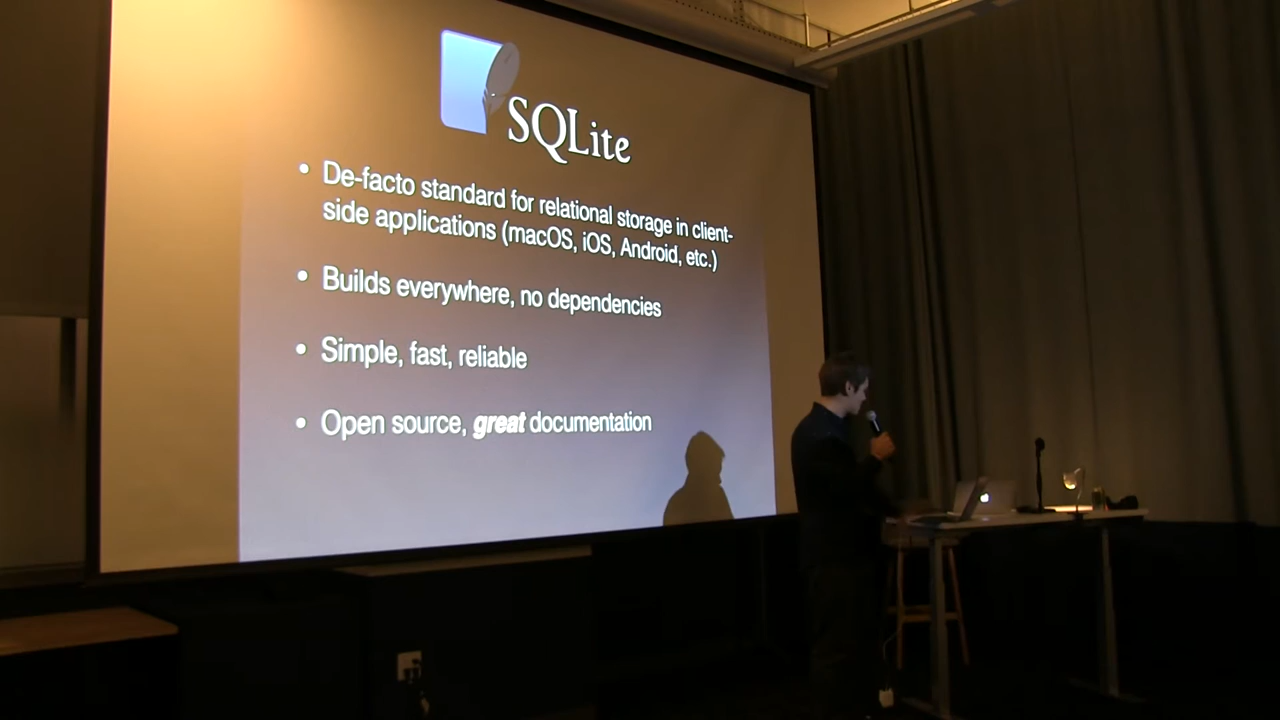 SQLite
• De-facto standard for relational storage in client-
side applications (macOS, iOS, Android, etc.)
• Builds everywhere, no dependencies
• Simple, fast, reliable
• Open source, great documentation